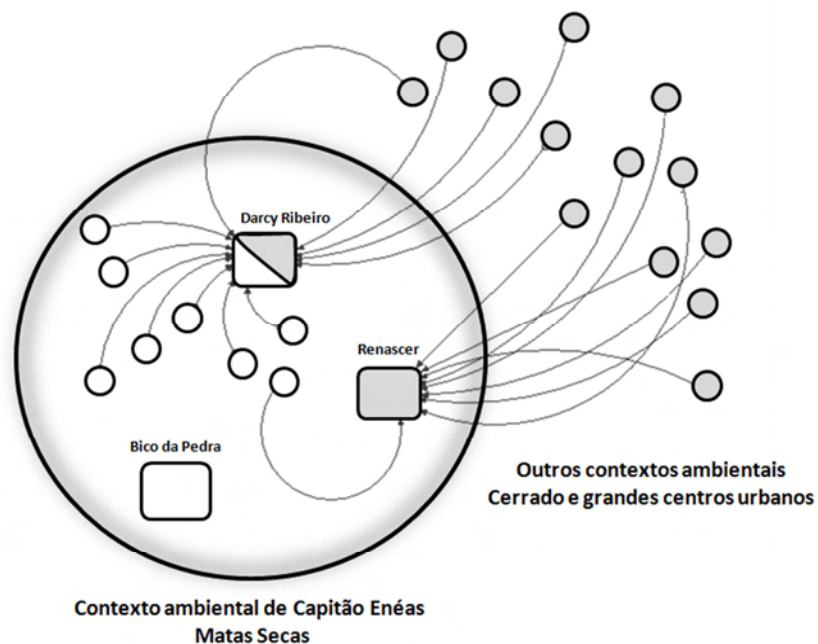 Darcy Ribeiro
Renascer
Bico da Pedra
Outros contextos ambientais
Cerrado e grandes centros urbanos
Contexto ambiental de Capitão Enéas
Matas Secas